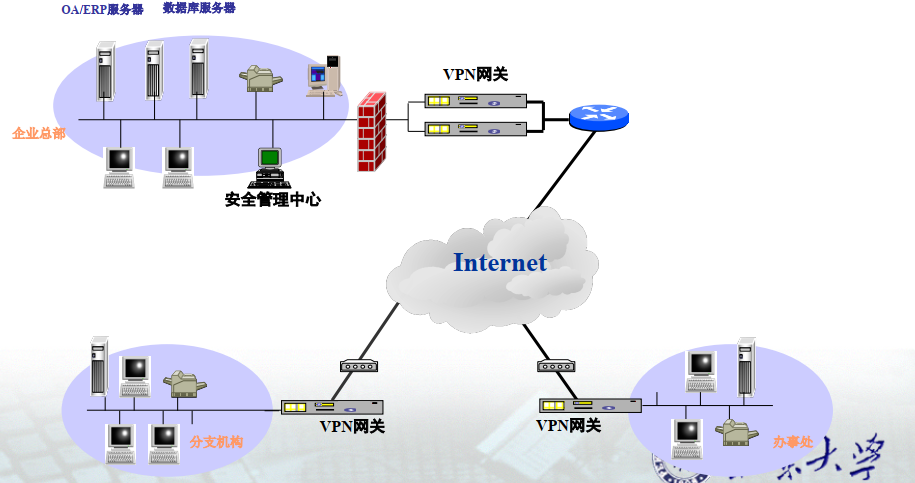 OA/ERP服务器
数据库服务器
VPN网关
企业总部
安全管理中心
Internet
VPN网关
分支机构
VPN网关
办事处
大学